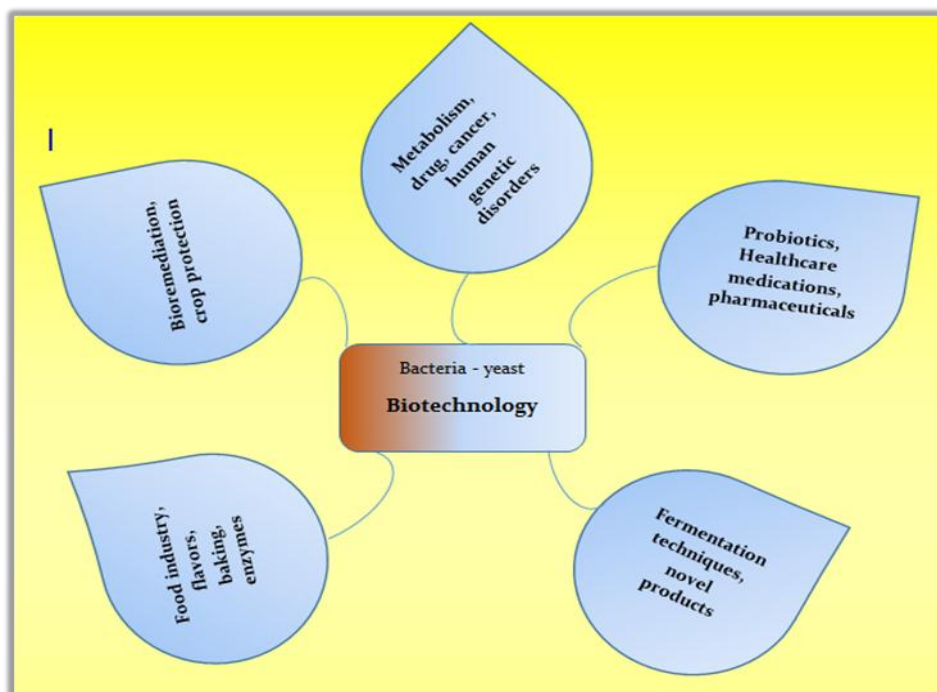 Metabolism,
drug, cancer,
human
genetic
disorders
Bioremediation,
crop protection
Probiotics,
Healthcare
medications,
pharmaceuticals
Bacteria - yeast
Biotechnology
Food industry,
flavors,
baking,
enzymes
Fermentation
techniques,
novel
products